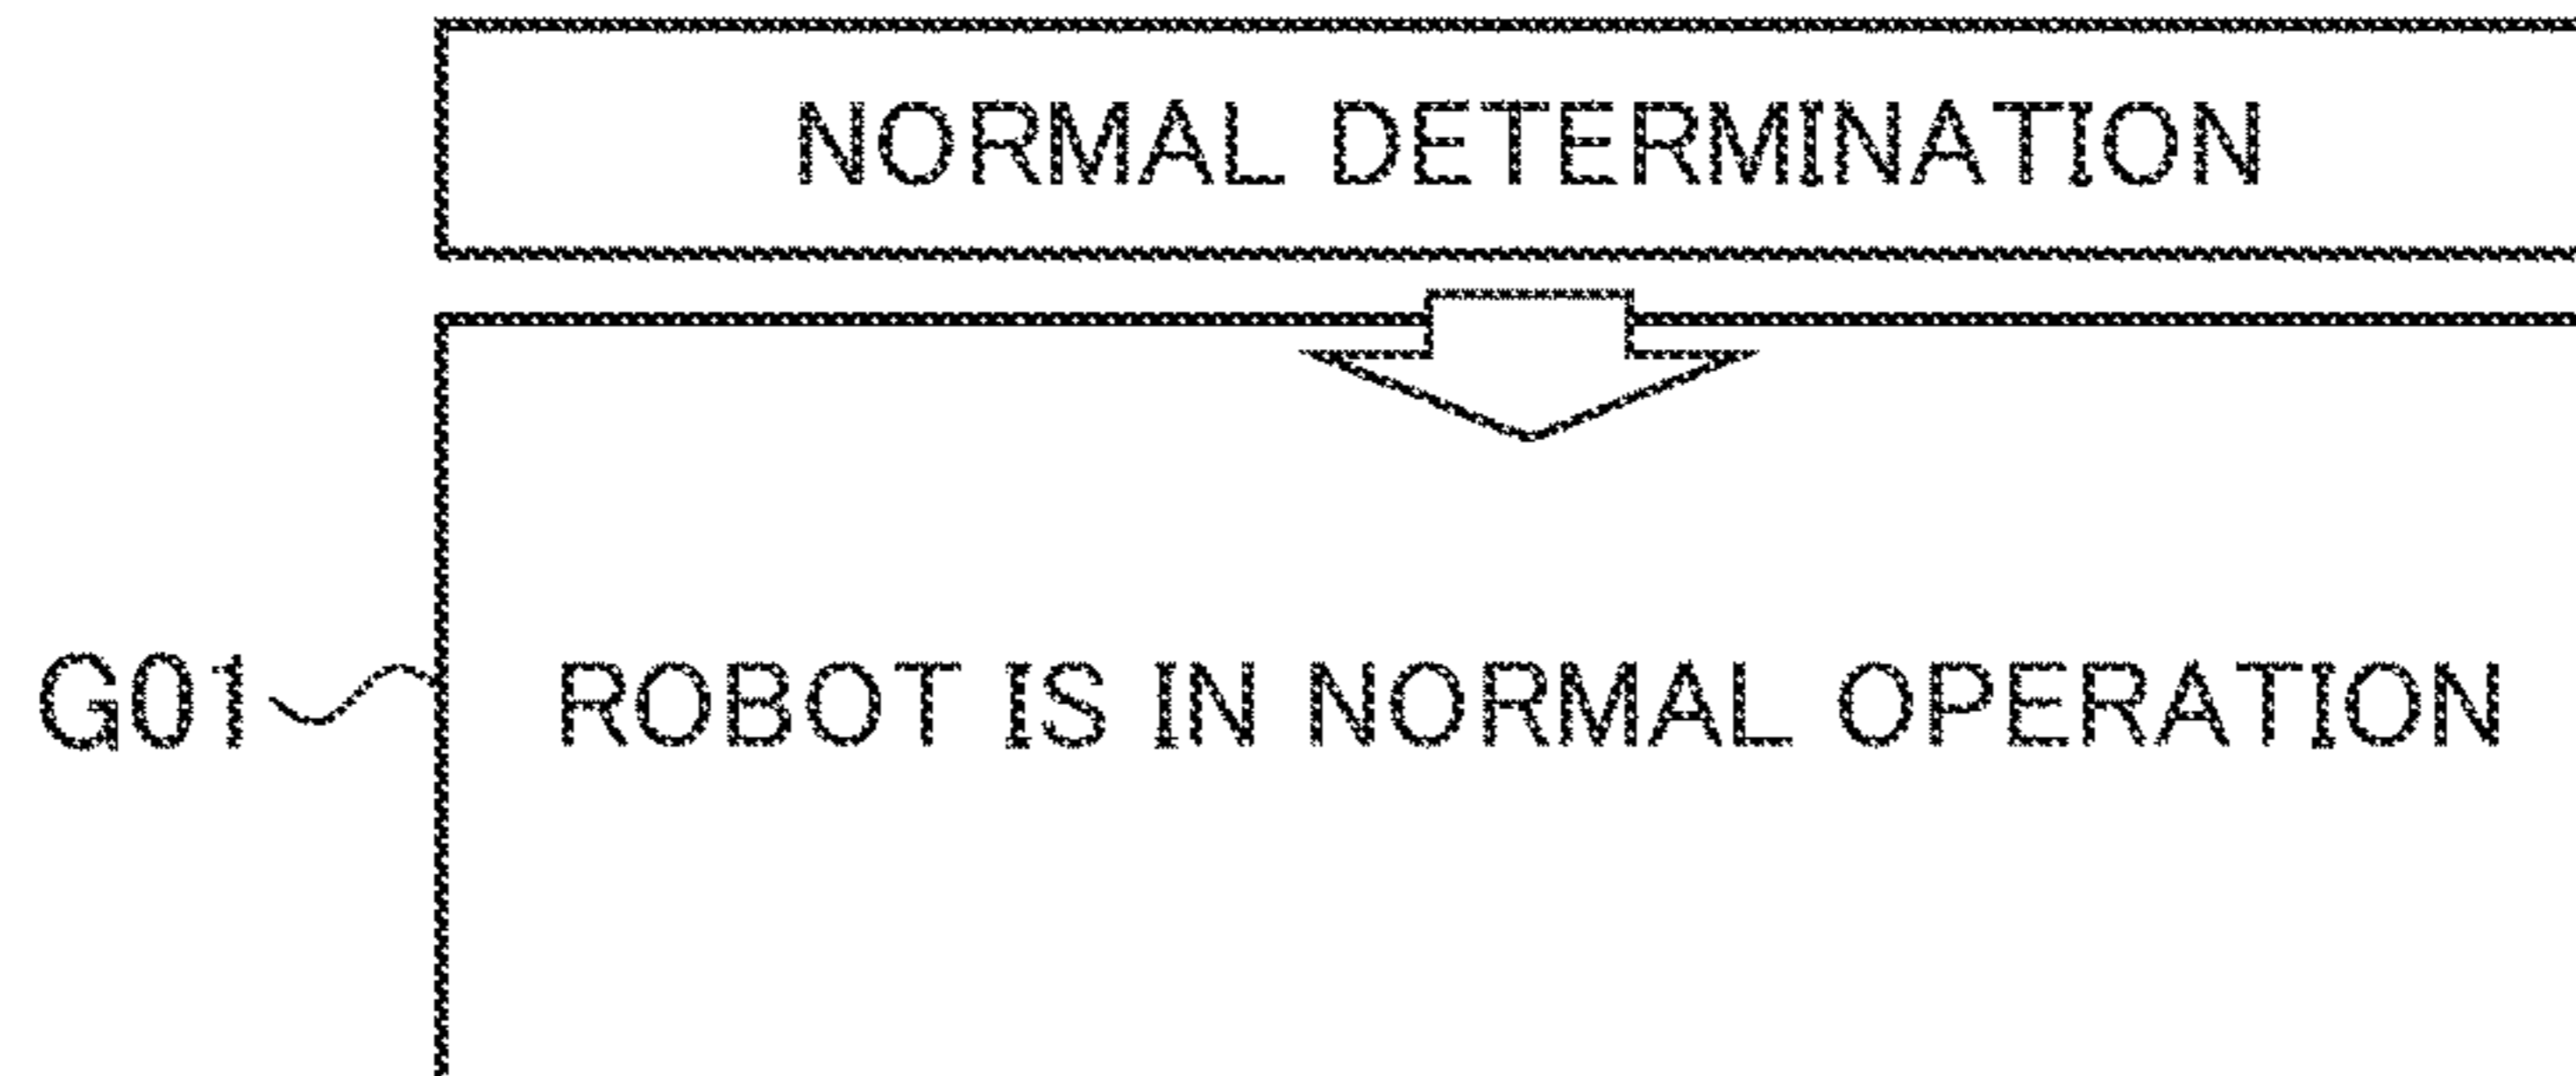 NORMAL DETERMINATION
G01 ROBOT IS IN NORMAL OPERATION